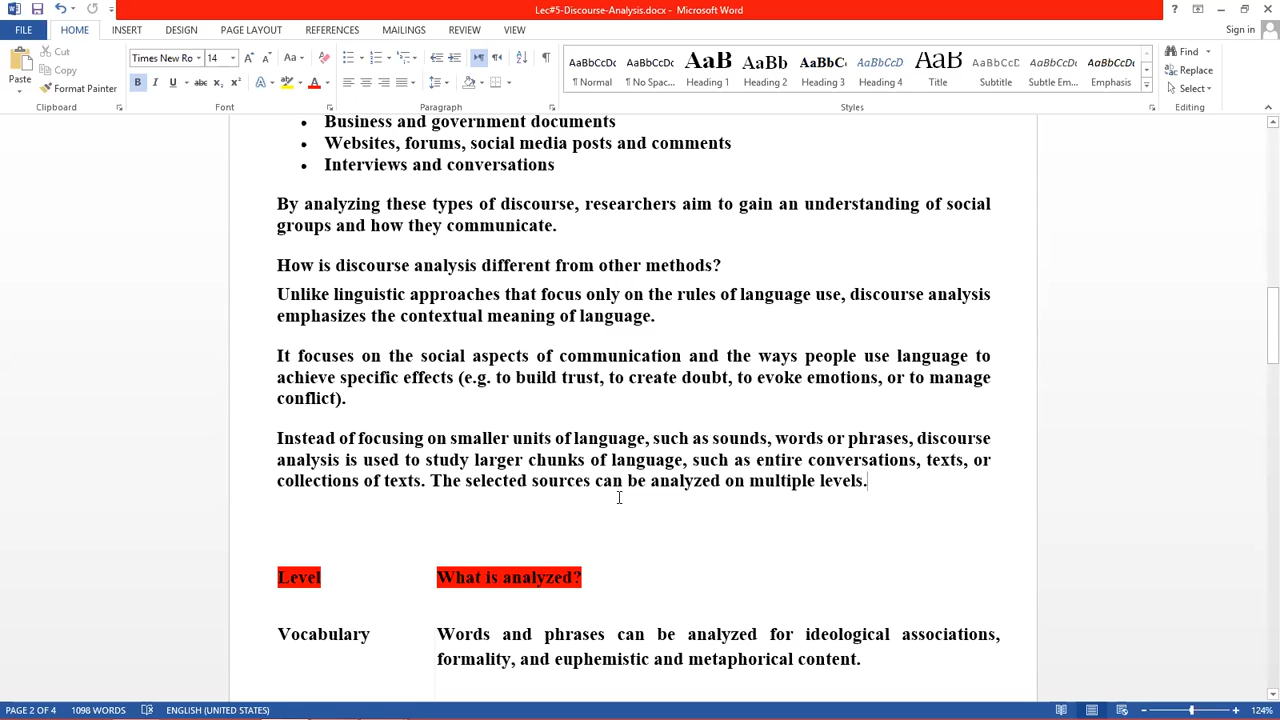 Lec#5-Discourse-Analysis.docx - Microsoft Word
FILE HOME INSERT DESIGN PAGE LAYOUT REFERENCES MAILINGS REVIEW VIEW Sign in
Paste
Cut
Copy
Format Painter
Clipboard
Times New Ro 14
Font
Paragraph
AaBbCcDc AaBbCcDc AaB AaBb AaBbC AaBbCcD AaB AaBbCcD AaBbCcDc AaBbCcDc
¶ Normal ¶ No Spac... Heading 1 Heading 2 Heading 3 Heading 4 Title Subtitle Subtle Em... Emphasis
Styles
Find
Replace
Select
Editing
• Business and government documents
• Websites, forums, social media posts and comments
• Interviews and conversations
By analyzing these types of discourse, researchers aim to gain an understanding of social
groups and how they communicate.
How is discourse analysis different from other methods?
Unlike linguistic approaches that focus only on the rules of language use, discourse analysis
emphasizes the contextual meaning of language.
It focuses on the social aspects of communication and the ways people use language to
achieve specific effects (e.g. to build trust, to create doubt, to evoke emotions, or to manage
conflict).
Instead of focusing on smaller units of language, such as sounds, words or phrases, discourse
analysis is used to study larger chunks of language, such as entire conversations, texts, or
collections of texts. The selected sources can be analyzed on multiple levels.
Level What is analyzed?
Vocabulary Words and phrases can be analyzed for ideological associations,
formality, and euphemistic and metaphorical content.
PAGE 2 OF 4 1098 WORDS ENGLISH (UNITED STATES) 124%